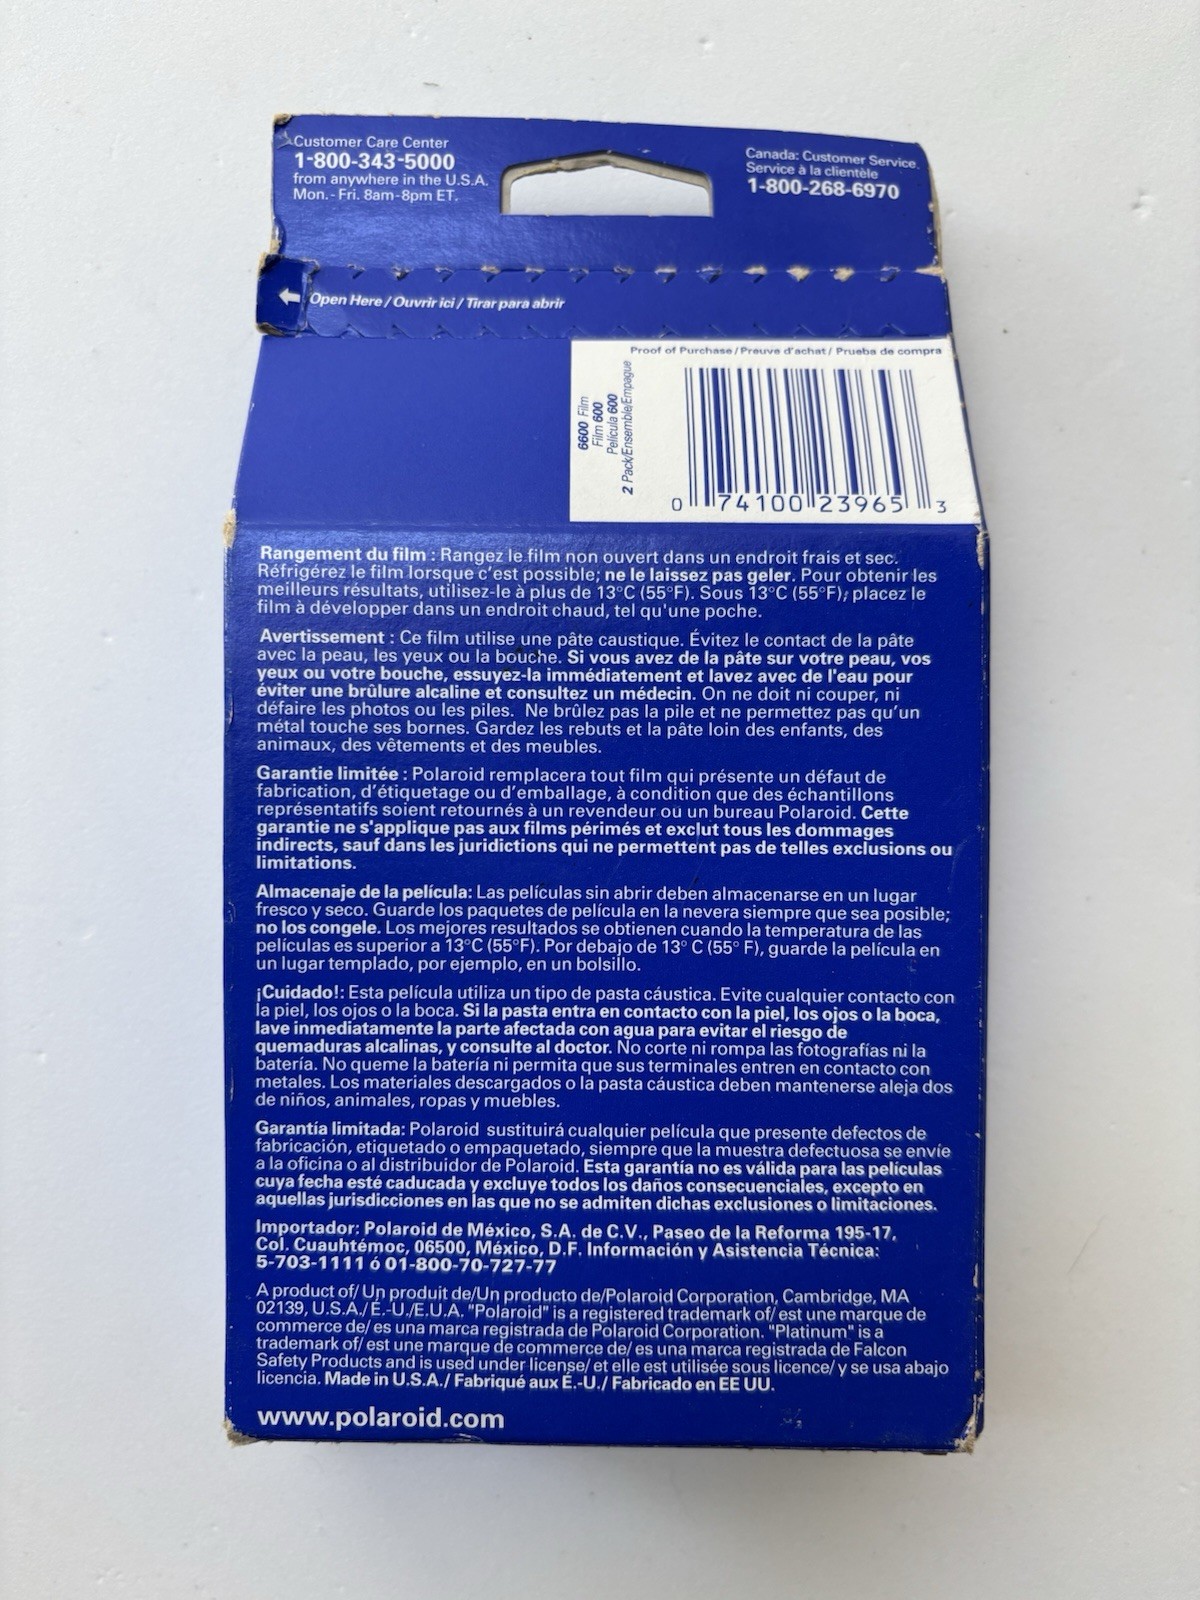 Customer Care Center
1-800-343-5000
from anywhere in the U.S.A.
Mon. - Fri. 8am-8pm ET.
Canada: Customer Service
Service à la clientèle
1-800-268-6970
Open Here / Ouvrir ici / Tirar para abrir
Proof of Purchase / Preuve d'achat / Prueba de compra
6600 Film
Film 600
Película 600
2 Pack/Ensemble/Empague
0 74100 23965 3
Rangement du film : Rangez le film non ouvert dans un endroit frais et sec.
Réfrigérez le film lorsque c'est possible; ne le laissez pas geler. Pour obtenir les
meilleurs résultats, utilisez-le à plus de 13°C (55°F). Sous 13°C (55°F), placez le
film à développer dans un endroit chaud, tel qu'une poche.
Avertissement : Ce film utilise une pâte caustique. Évitez le contact de la pâte
avec la peau, les yeux ou la bouche. Si vous avez de la pâte sur votre peau, vos
yeux ou votre bouche, essuyez-la immédiatement et lavez avec de l'eau pour
éviter une brûlure alcaline et consultez un médecin. On ne doit ni couper, ni
défaire les photos ou les piles. Ne brûlez pas la pile et ne permettez pas qu'un
métal touche ses bornes. Gardez les rebuts et la pâte loin des enfants, des
animaux, des vêtements et des meubles.
Garantie limitée : Polaroid remplacera tout film qui présente un défaut de
fabrication, d'étiquetage ou d'emballage, à condition que des échantillons
représentatifs soient retournés à un revendeur ou un bureau Polaroid. Cette
garantie ne s'applique pas aux films périmés et exclut tous les dommages
indirects, sauf dans les juridictions qui ne permettent pas de telles exclusions ou
limitations.
Almacenaje de la película: Las películas sin abrir deben almacenarse en un lugar
fresco y seco. Guarde los paquetes de película en la nevera siempre que sea posible;
no los congele. Los mejores resultados se obtienen cuando la temperatura de las
películas es superior a 13°C (55°F). Por debajo de 13° C (55° F), guarde la película en
un lugar templado, por ejemplo, en un bolsillo.
¡Cuidado!: Esta película utiliza un tipo de pasta cáustica. Evite cualquier contacto con
la piel, los ojos o la boca. Si la pasta entra en contacto con la piel, los ojos o la boca,
lave inmediatamente la parte afectada con agua para evitar el riesgo de
quemaduras alcalinas, y consulte al doctor. No corte ni rompa las fotografías ni la
batería. No queme la batería ni permita que sus terminales entren en contacto con
metales. Los materiales descargados o la pasta cáustica deben mantenerse aleja dos
de niños, animales, ropas y muebles.
Garantía limitada: Polaroid sustituirá cualquier película que presente defectos de
fabricación, etiquetado o empaquetado, siempre que la muestra defectuosa se envíe
a la oficina o al distribuidor de Polaroid. Esta garantía no es válida para las películas
cuya fecha esté caducada y excluye todos los daños consecuenciales, excepto en
aquellas jurisdicciones en las que no se admiten dichas exclusiones o limitaciones.
Importador: Polaroid de México, S.A. de C.V., Paseo de la Reforma 195-17,
Col. Cuauhtémoc, 06500, México, D.F. Información y Asistencia Técnica:
5-703-1111 ó 01-800-70-727-77
A product of/ Un produit de/Un producto de/Polaroid Corporation, Cambridge, MA
02139, U.S.A./ É.-U./E.U.A. "Polaroid" is a registered trademark of/ est une marque de
commerce de/ es una marca registrada de Polaroid Corporation. "Platinum" is a
trademark of/ est une marque de commerce de/ es una marca registrada de Falcon
Safety Products and is used under license/ et elle est utilisée sous licence/ y se usa abajo
licencia. Made in U.S.A./ Fabriqué aux É.-U./ Fabricado en EE UU.
www.polaroid.com